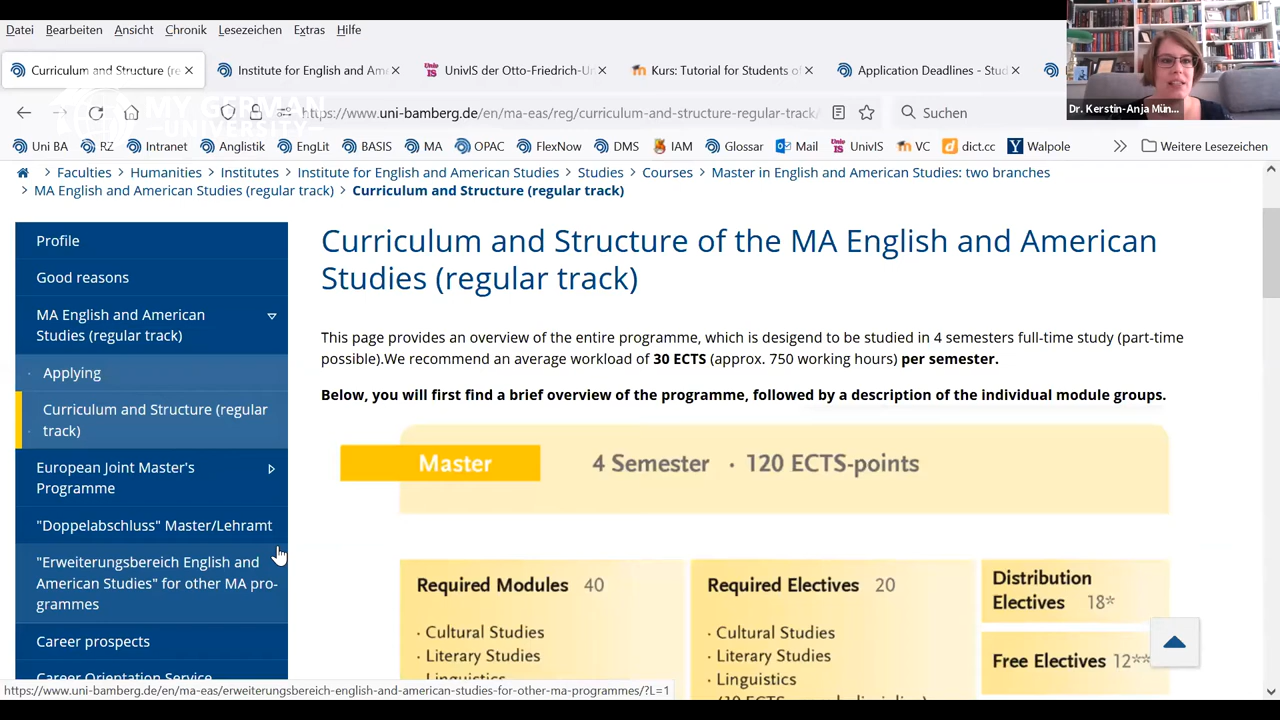 Datei Bearbeiten Ansicht Chronik Lesezeichen Extras Hilfe
Curriculum and Structure (re
Institute for English and Am
UnivIS der Otto-Friedrich-Un
Kurs: Tutorial for Students o
Application Deadlines - Stud
https://www.uni-bamberg.de/en/ma-eas/reg/curriculum-and-structure-regular-track/
Suchen
MY GERMAN
UNIVERSITY
Dr. Kerstin-Anja Mün...
Uni BA RZ Intranet Anglistik EngLit BASIS MA OPAC FlexNow DMS IAM Glossar Mail UnivIS VC dict.cc Walpole Weitere Lesezeichen
Faculties > Humanities > Institutes > Institute for English and American Studies > Studies > Courses > Master in English and American Studies: two branches
> MA English and American Studies (regular track) > Curriculum and Structure (regular track)
Profile
Good reasons
MA English and American
Studies (regular track)
Applying
Curriculum and Structure (regular
track)
European Joint Master's
Programme
"Doppelabschluss" Master/Lehramt
"Erweiterungsbereich English and
American Studies" for other MA pro-
grammes
Career prospects
Career Orientation Service
Curriculum and Structure of the MA English and American
Studies (regular track)
This page provides an overview of the entire programme, which is desigend to be studied in 4 semesters full-time study (part-time
possible).We recommend an average workload of 30 ECTS (approx. 750 working hours) per semester.
Below, you will first find a brief overview of the programme, followed by a description of the individual module groups.
Master 4 Semester · 120 ECTS-points
Required Modules 40
· Cultural Studies
· Literary Studies
· Linguistics
Required Electives 20
· Cultural Studies
· Literary Studies
· Linguistics
Distribution
Electives 18*
Free Electives 12**
https://www.uni-bamberg.de/en/ma-eas/erweiterungsbereich-english-and-american-studies-for-other-ma-programmes/?L=1